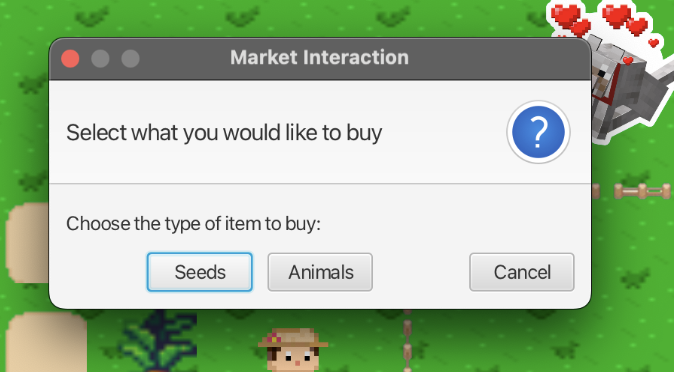 Market Interaction
Select what you would like to buy
?
Choose the type of item to buy:
Seeds
Animals
Cancel